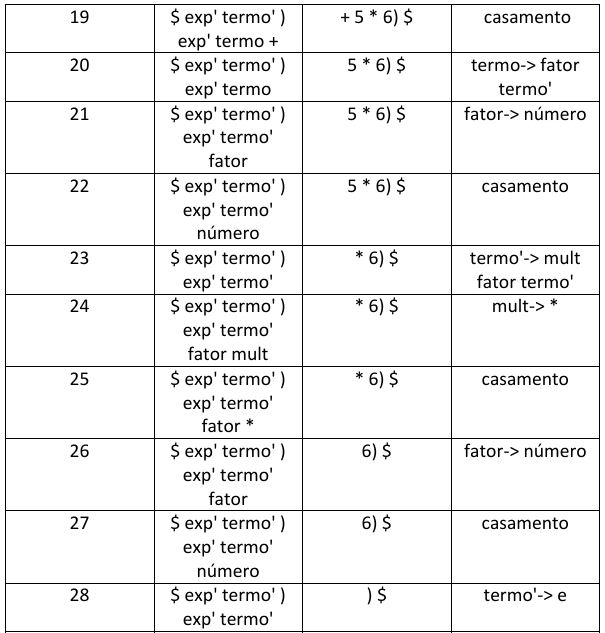 19 $ exp' termo' ) + 5 * 6) $ casamento
exp' termo +
20 $ exp' termo' ) 5 * 6) $ termo-> fator
exp' termo termo'
21 $ exp' termo' ) 5 * 6) $ fator-> número
exp' termo'
fator
22 $ exp' termo' ) 5 * 6) $ casamento
exp' termo'
número
23 $ exp' termo' ) * 6) $ termo'-> mult
exp' termo' fator termo'
24 $ exp' termo' ) * 6) $ mult-> *
exp' termo'
fator mult
25 $ exp' termo' ) * 6) $ casamento
exp' termo'
fator *
26 $ exp' termo' ) 6) $ fator-> número
exp' termo'
fator
27 $ exp' termo' ) 6) $ casamento
exp' termo'
número
28 $ exp' termo' ) ) $ termo'-> e
exp' termo'